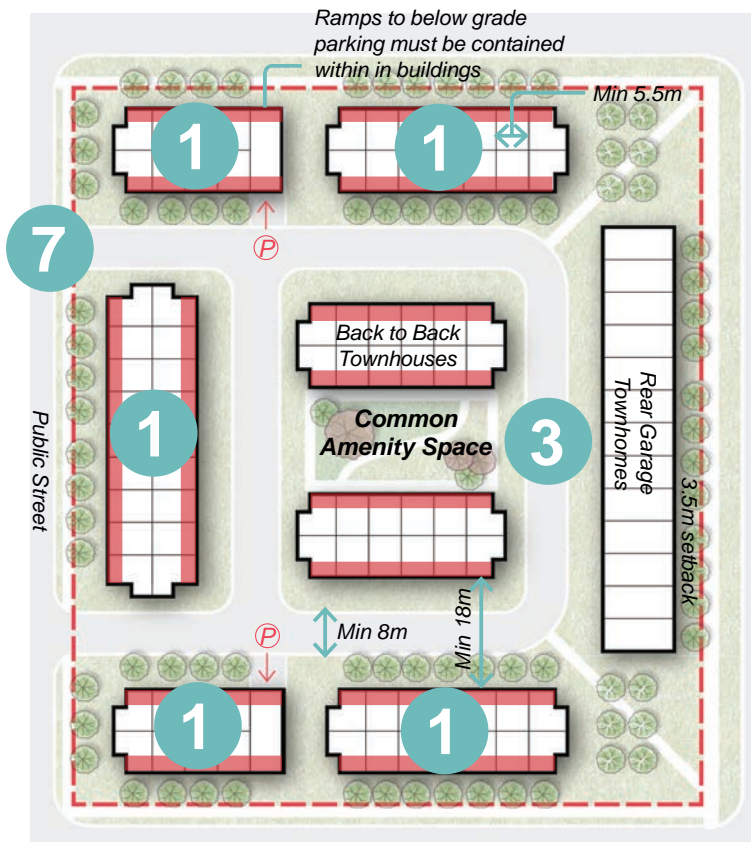 Ramps to below grade
parking must be contained
within in buildings
Min 5.5m
1
1
P
7
Back to Back
Townhouses
Common
Amenity Space
3
1
Rear Garage
Townhomes
3.5m setback
Public Street
P
Min 8m
Min 18m
1
1